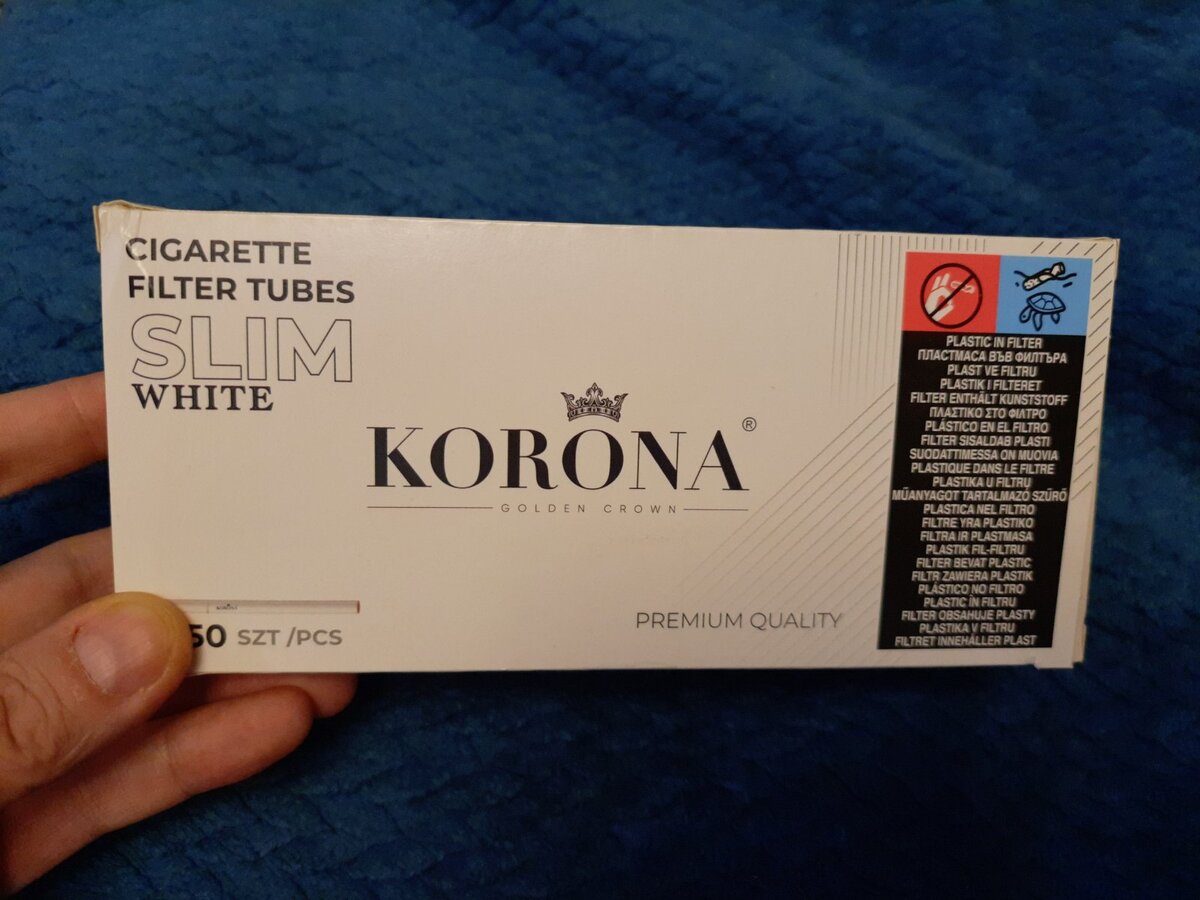 CIGARETTE
FILTER TUBES
SLIM
WHITE
KORONA®
GOLDEN CROWN
KORONA
50 SZT /PCS
PREMIUM QUALITY
PLASTIC IN FILTER
ПЛАСТМАСА ВЪВ ФИЛТЪРА
PLAST VE FILTRU
PLASTIK I FILTERET
FILTER ENTHÄLT KUNSTSTOFF
ΠΛΑΣΤΙΚΟ ΣΤΟ ΦΙΛΤΡΟ
PLÁSTICO EN EL FILTRO
FILTER SISALDAB PLASTI
SUODATTIMESSA ON MUOVIA
PLASTIQUE DANS LE FILTRE
PLASTIKA U FILTRU
MŰANYAGOT TARTALMAZÓ SZŰRŐ
PLASTICA NEL FILTRO
FILTRE YRA PLASTIKO
FILTRA IR PLASTMASA
PLASTIK FIL-FILTRU
FILTER BEVAT PLASTIC
FILTR ZAWIERA PLASTIK
PLÁSTICO NO FILTRO
PLASTIC ÎN FILTRU
FILTER OBSAHUJE PLASTY
PLASTIKA V FILTRU
FILTRET INNEHÅLLER PLAST